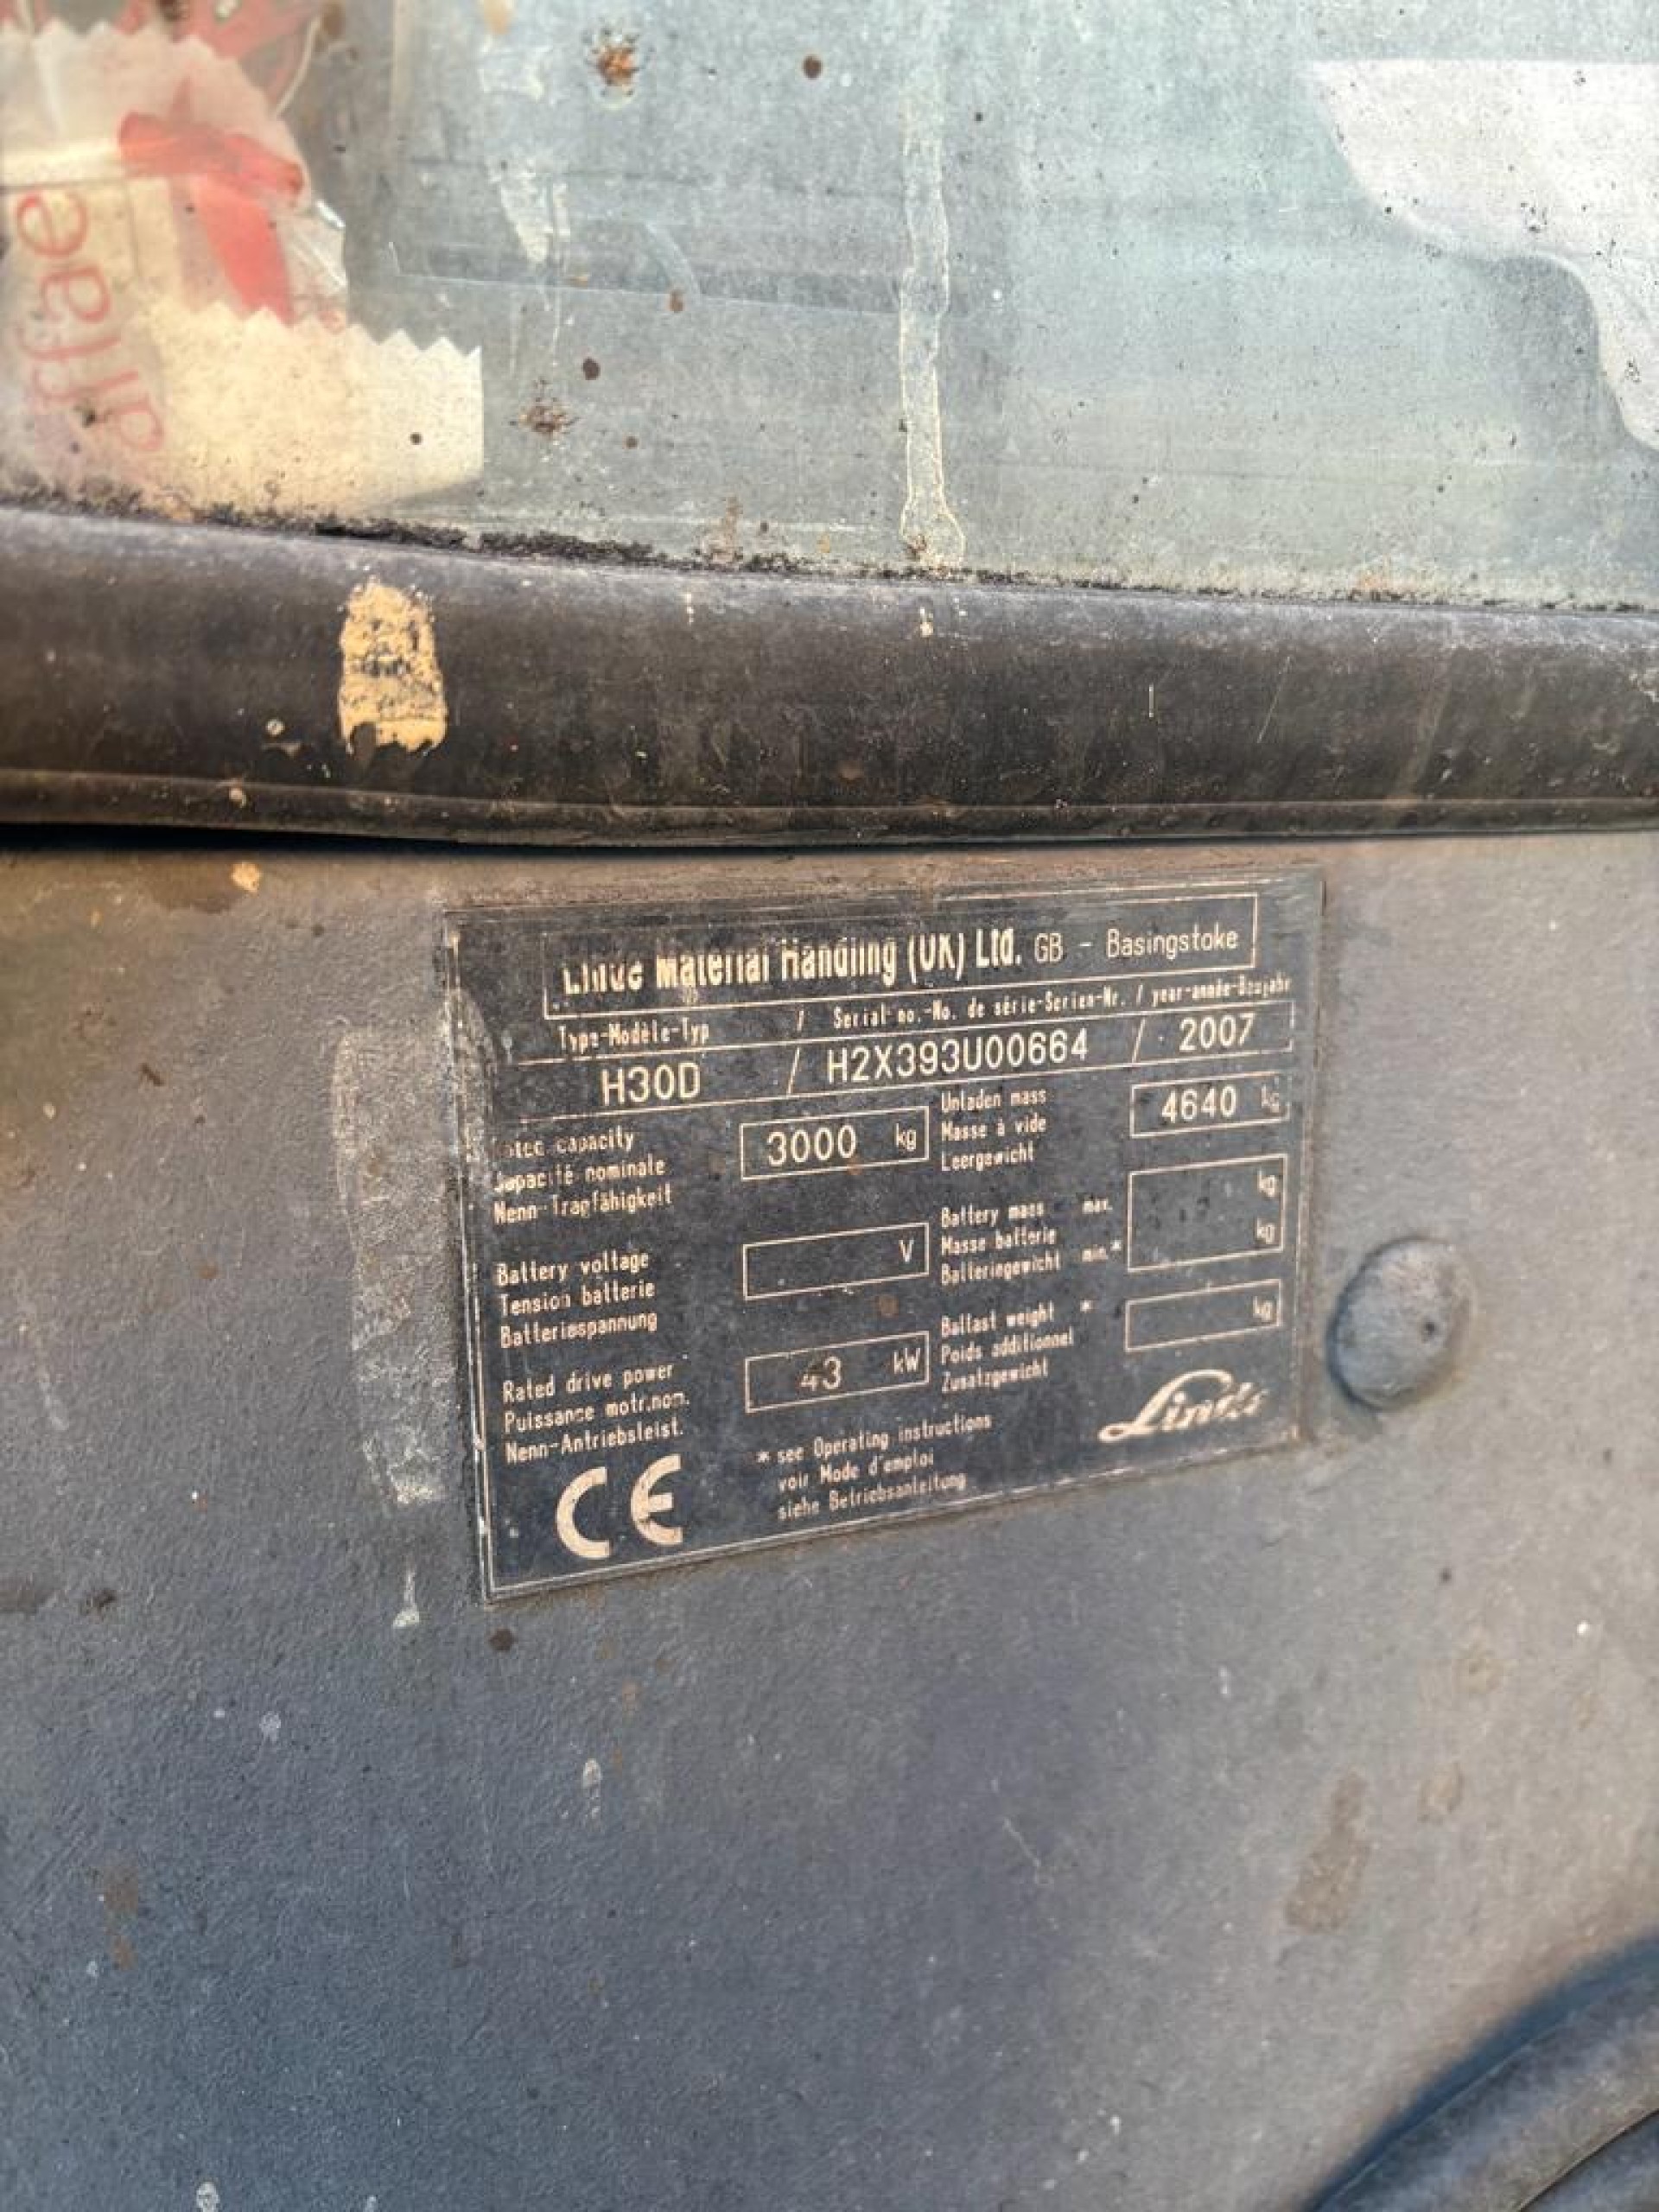 Linde Material Handling (UK) Ltd. GB - Basingstoke
Type-Modèle-Typ / Serial no.-No. de série-Serien-Nr. / year-année-Baujahr
H30D / H2X393U00664 / 2007
Rated capacity
Capacité nominale
Nenn-Tragfähigkeit
3000 kg
Unladen mass
Masse à vide
Leergewicht
4640 kg
Battery voltage
Tension batterie
Batteriespannung
V
Battery mass max.
Masse batterie
Batteriegewicht min.*
kg
kg
Rated drive power
Puissance motr.nom.
Nenn-Antriebsleist.
43 kW
Ballast weight *
Poids additionnel
Zusatzgewicht
kg
CE
* see Operating instructions
voir Mode d'emploi
siehe Betriebsanleitung
Linde